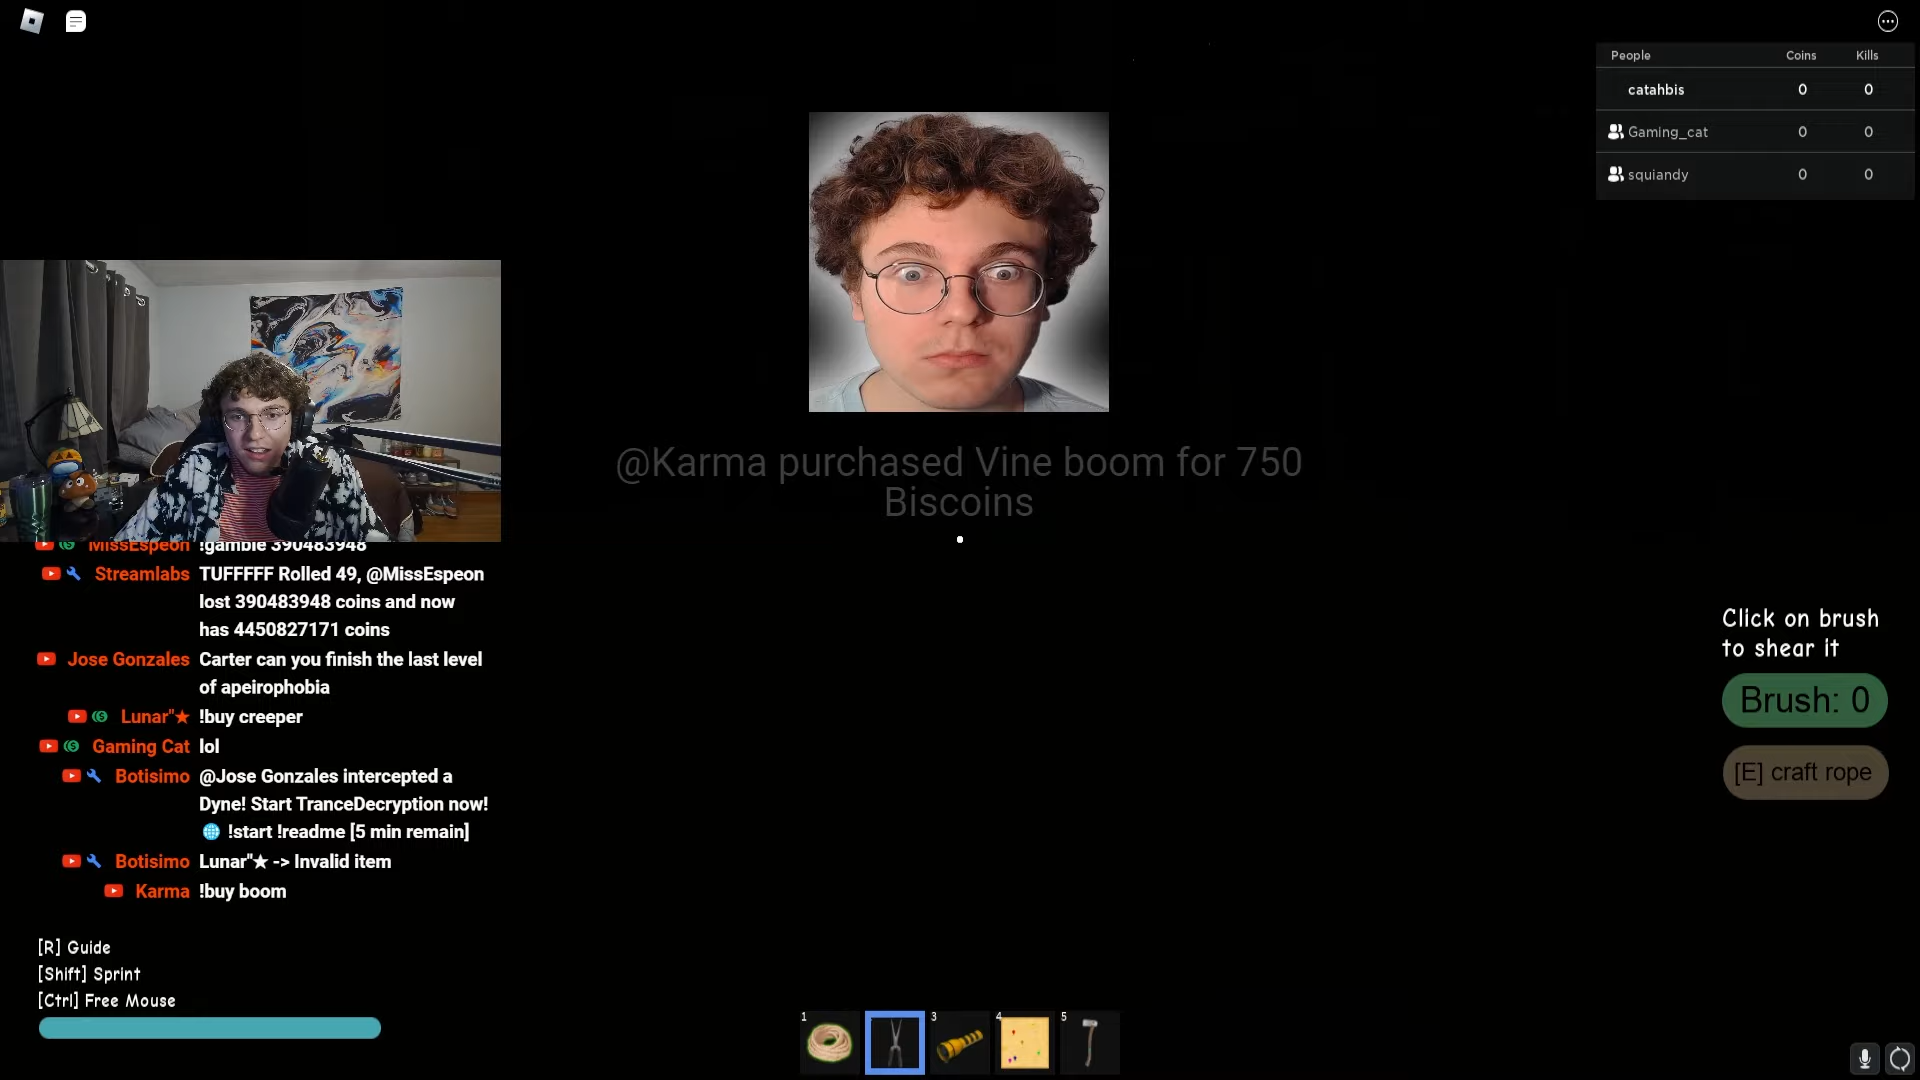 People Coins Kills
catahbis 0 0
Gaming_cat 0 0
squiandy 0 0
@Karma purchased Vine boom for 750
Biscoins
MissEspeon !gamble 390483948
Streamlabs TUFFFFF Rolled 49, @MissEspeon
lost 390483948 coins and now
has 4450827171 coins
Jose Gonzales Carter can you finish the last level
of apeirophobia
Lunar"★ !buy creeper
Gaming Cat lol
Botisimo @Jose Gonzales intercepted a
Dyne! Start TranceDecryption now!
🌐 !start !readme [5 min remain]
Botisimo Lunar"★ -> Invalid item
Karma !buy boom
Click on brush
to shear it
Brush: 0
[E] craft rope
[R] Guide
[Shift] Sprint
[Ctrl] Free Mouse
1 3 4 5